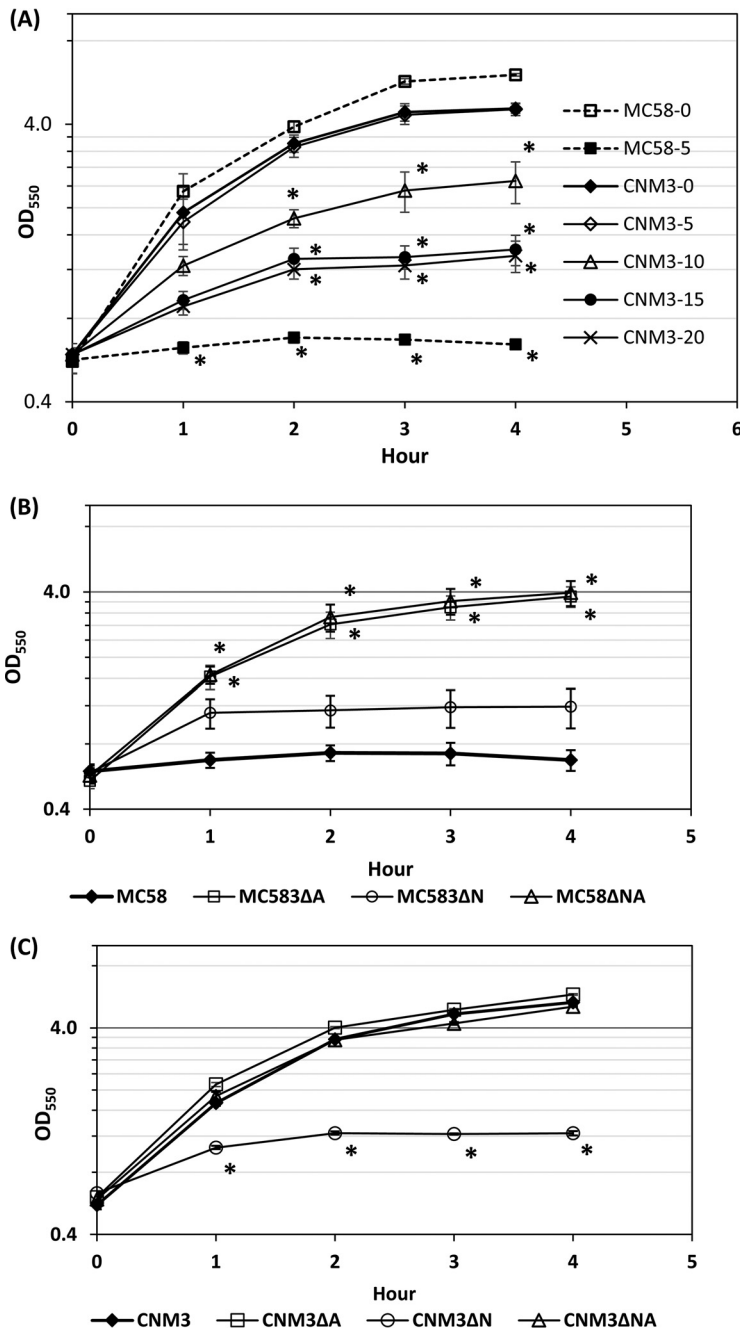 (A)
4.0
0.4
OD550
0 1 2 3 4 5 6
Hour
MC58-0
MC58-5
CNM3-0
CNM3-5
CNM3-10
CNM3-15
CNM3-20
* * *
* * *
* * *
* * * *
(B)
4.0
0.4
OD550
0 1 2 3 4 5
Hour
* * * *
* * * *
MC58 MC583ΔA MC583ΔN MC58ΔNA
(C)
4.0
0.4
OD550
0 1 2 3 4 5
Hour
* * * *
CNM3 CNM3ΔA CNM3ΔN CNM3ΔNA